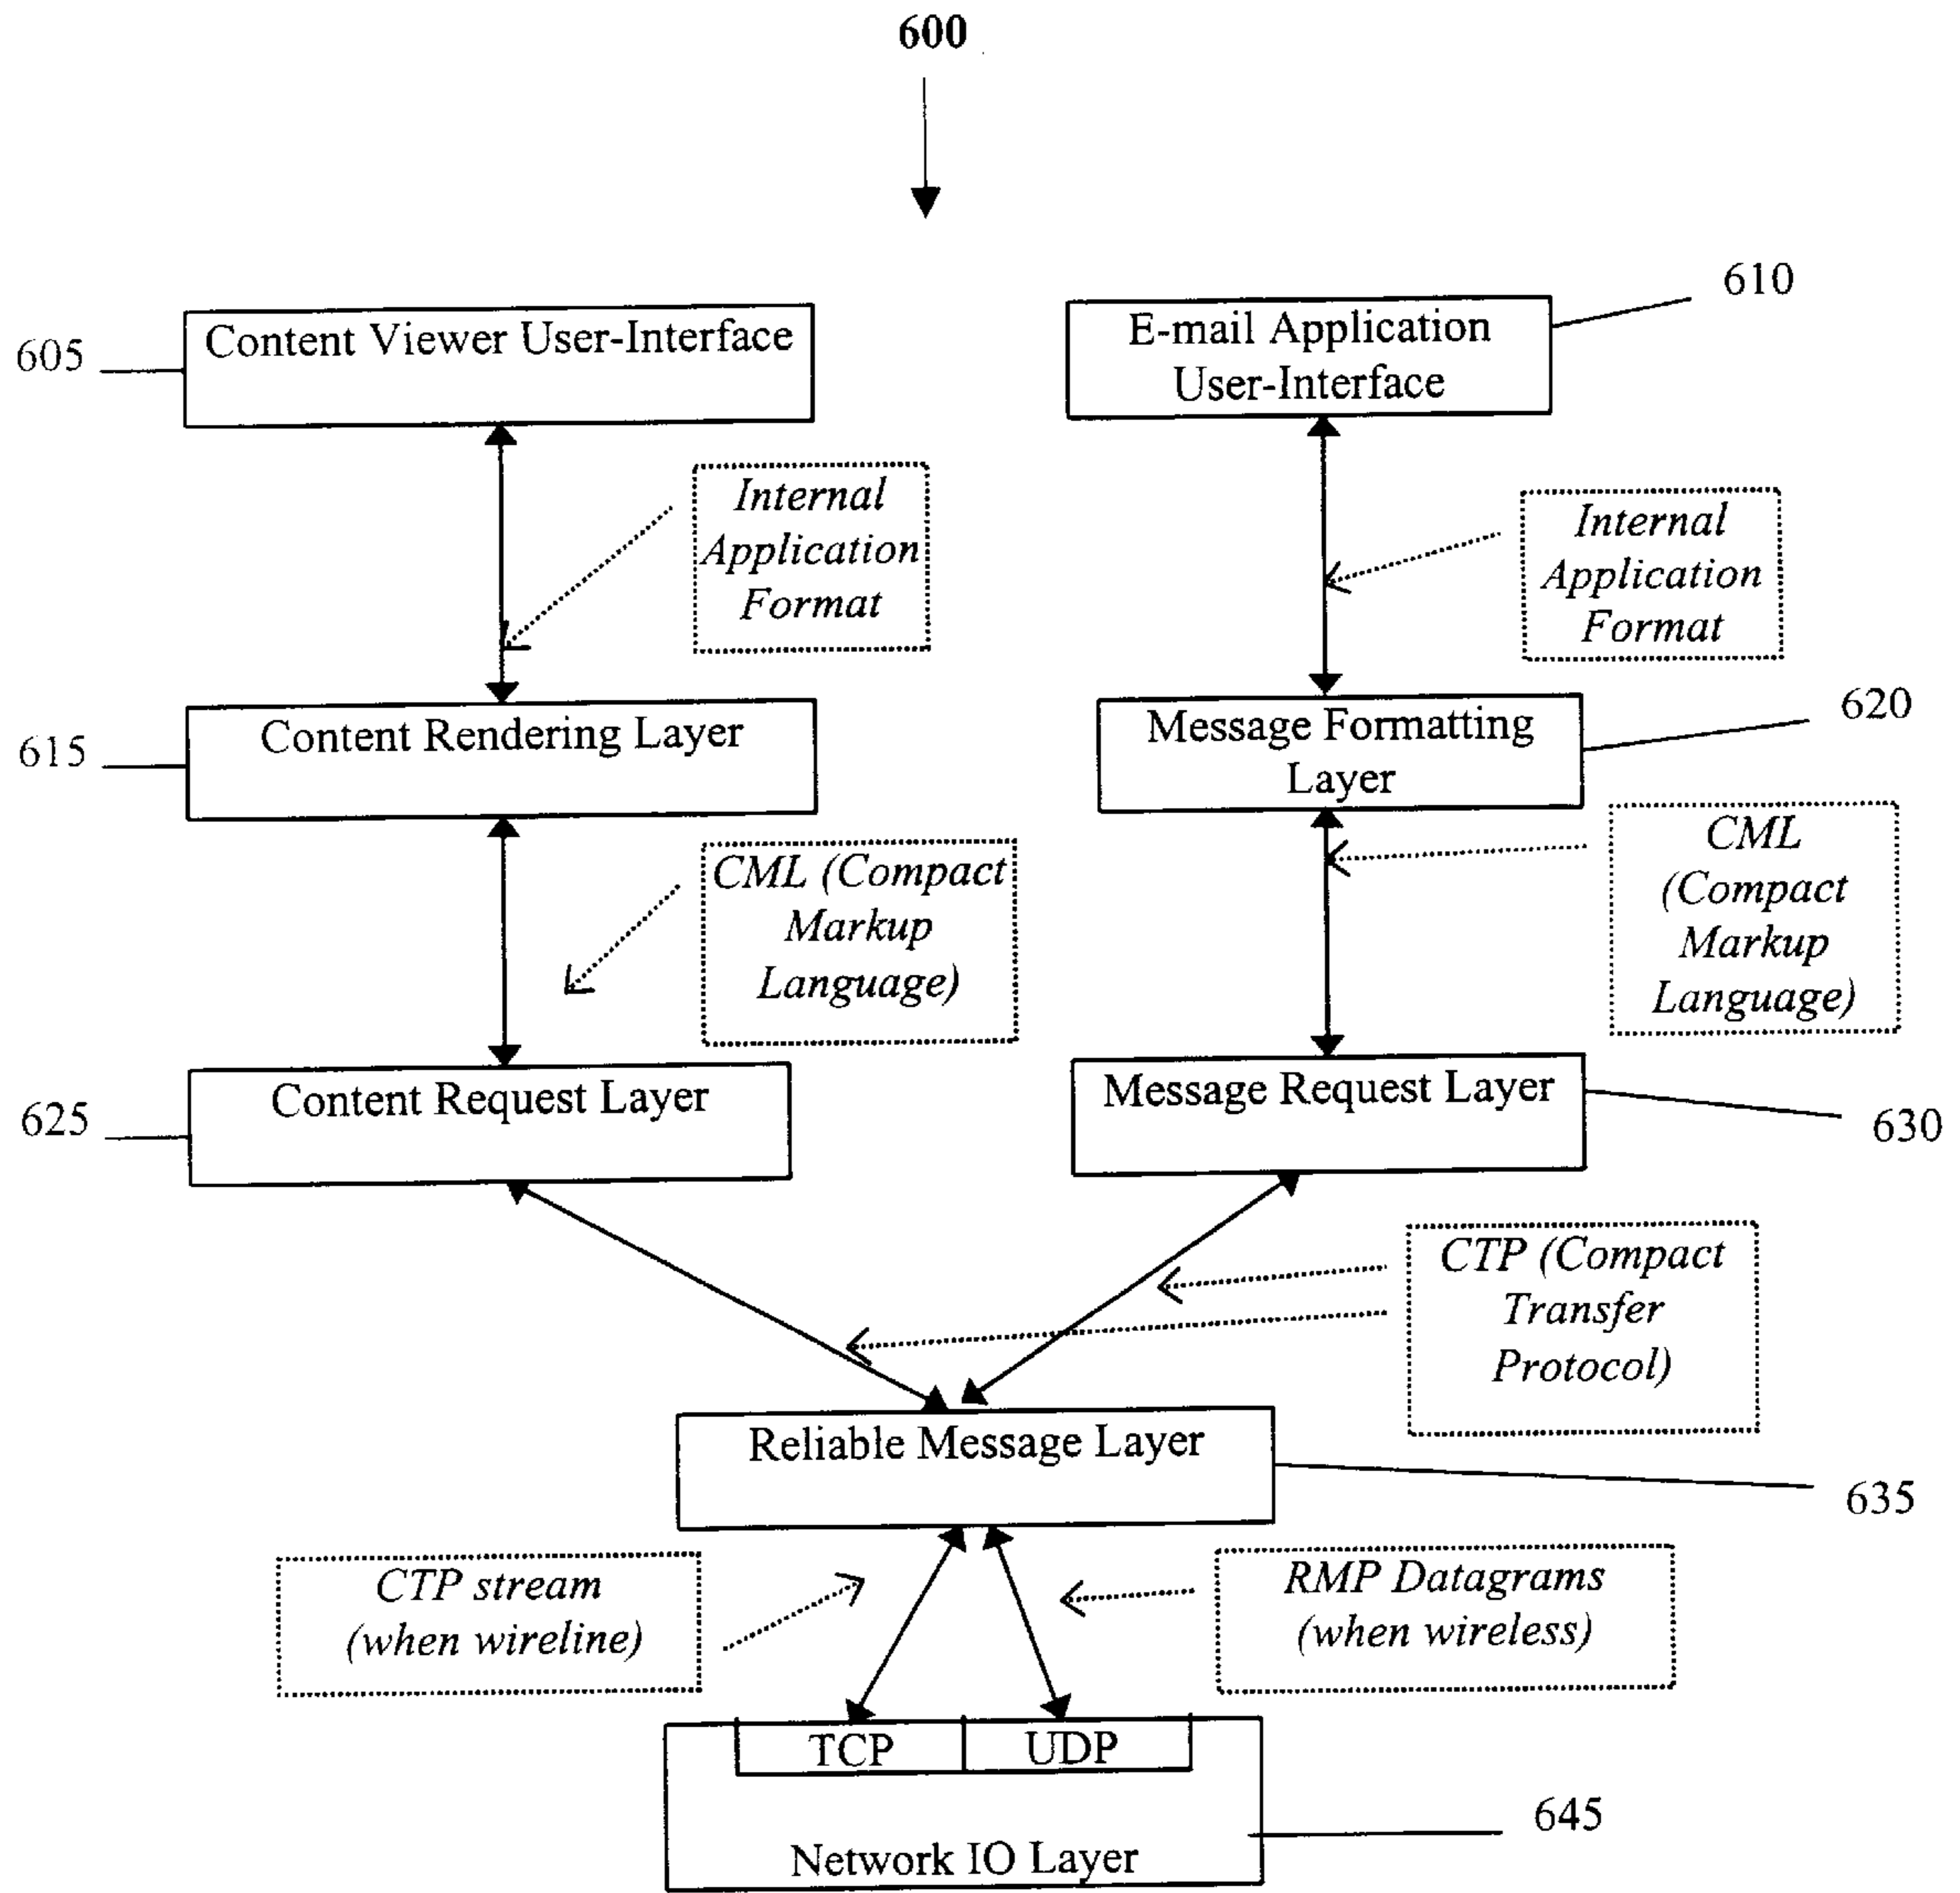 600
610
Content Viewer User-Interface
E-mail Application
User-Interface
605
Internal
Application
Format
Internal
Application
Format
615
Content Rendering Layer
Message Formatting
Layer
620
CML (Compact
Markup
Language)
CML
(Compact
Markup
Language)
625
Content Request Layer
Message Request Layer
630
CTP (Compact
Transfer
Protocol)
Reliable Message Layer
635
CTP stream
(when wireline)
RMP Datagrams
(when wireless)
TCP
UDP
645
Network IO Layer